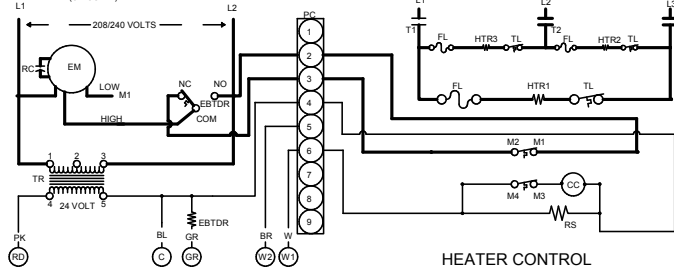 L1
L2
208/240 VOLTS
PC
L1
L2
L3
T1
T2
FL
HTR3
TL
FL
HTR2
TL
RC
EM
LOW
M1
NC
NO
EBTDR
COM
HIGH
FL
HTR1
TL
1
2
3
4
5
6
7
8
9
M2
M1
1
2
3
TR
4
24 VOLT
5
M4
M3
CC
RS
EBTDR
PK
BL
GR
BR
W
RD
C
GR
W2
W1
HEATER CONTROL